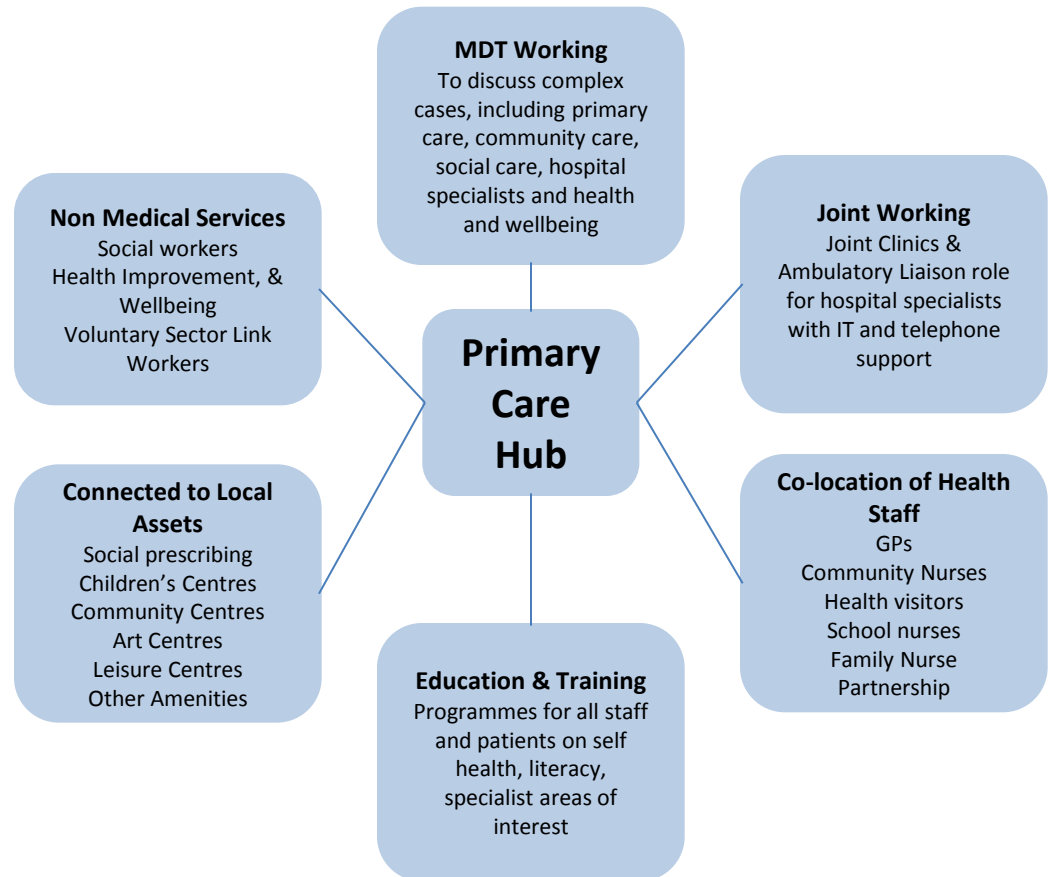 MDT Working
To discuss complex
cases, including primary
care, community care,
social care, hospital
specialists and health
and wellbeing
Non Medical Services
Social workers
Health Improvement, &
Wellbeing
Voluntary Sector Link
Workers
Joint Working
Joint Clinics &
Ambulatory Liaison role
for hospital specialists
with IT and telephone
support
Primary
Care
Hub
Connected to Local
Assets
Social prescribing
Children’s Centres
Community Centres
Art Centres
Leisure Centres
Other Amenities
Co-location of Health
Staff
GPs
Community Nurses
Health visitors
School nurses
Family Nurse
Partnership
Education & Training
Programmes for all staff
and patients on self
health, literacy,
specialist areas of
interest